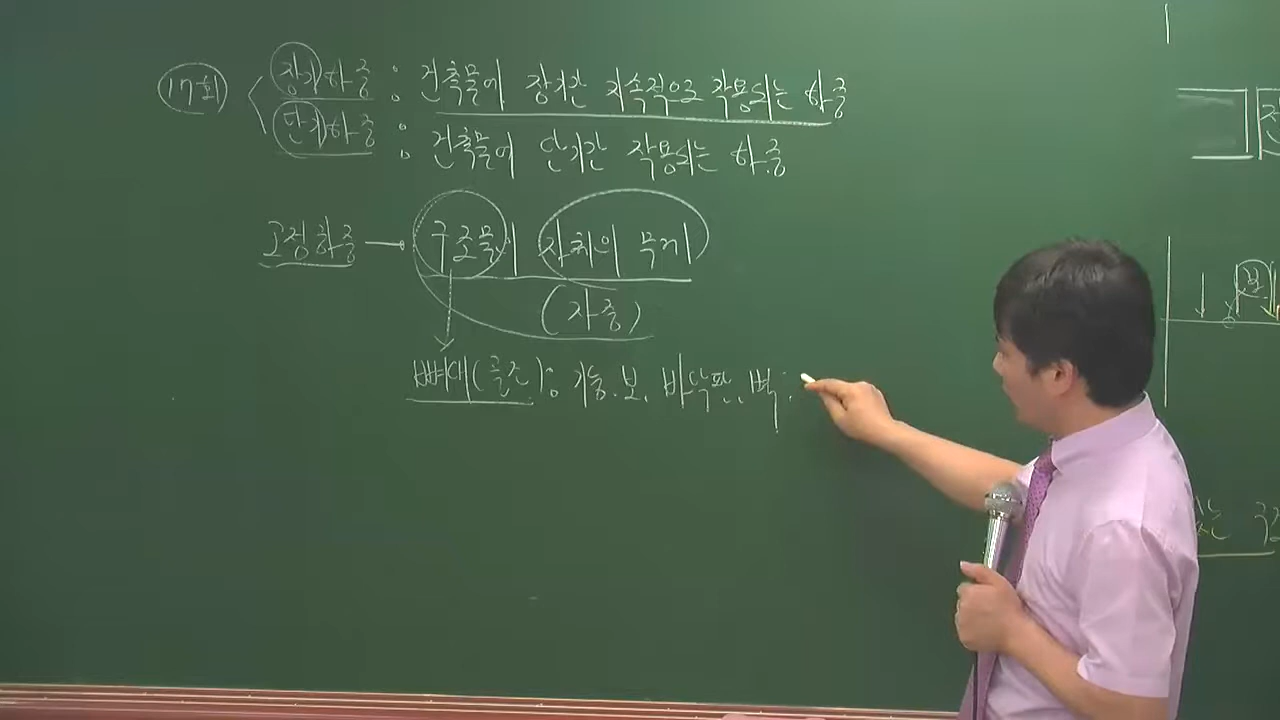 17회 장기하중 : 건축물에 장기간 지속적으로 작용되는 하중
단기하중 : 건축물에 단기간 작용되는 하중
고정하중 → 구조물의 자체의 무게
(자중)
뼈대(골조) : 기둥. 보. 바닥판. 벽.